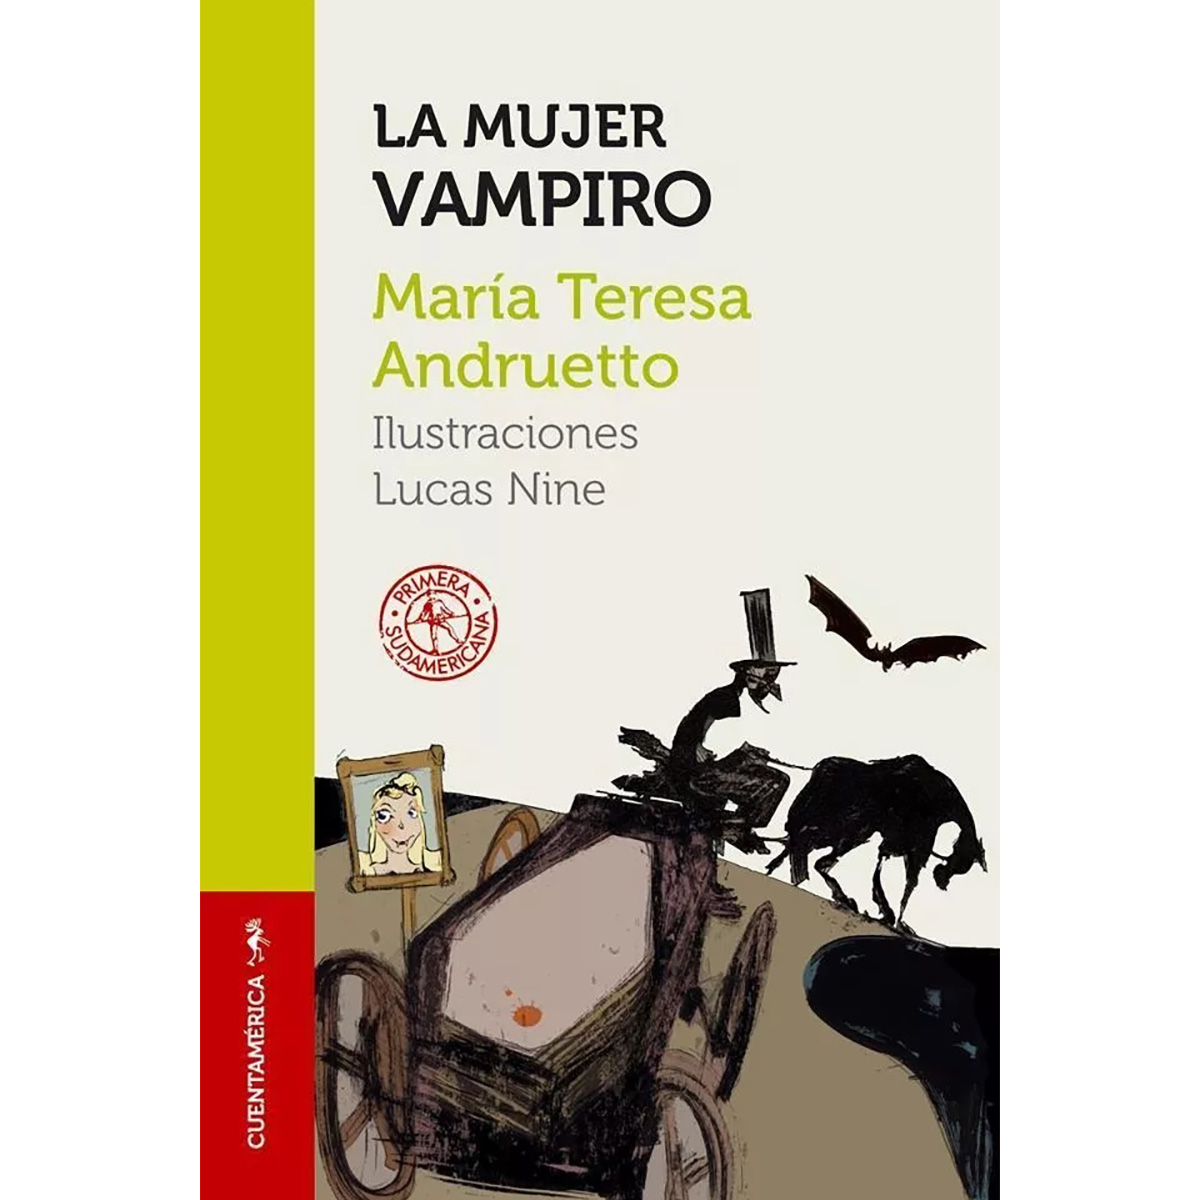 LA MUJER
VAMPIRO
María Teresa
Andruetto
Ilustraciones
Lucas Nine
PRIMERA
SUDAMERICANA
CUENTAMÉRICA